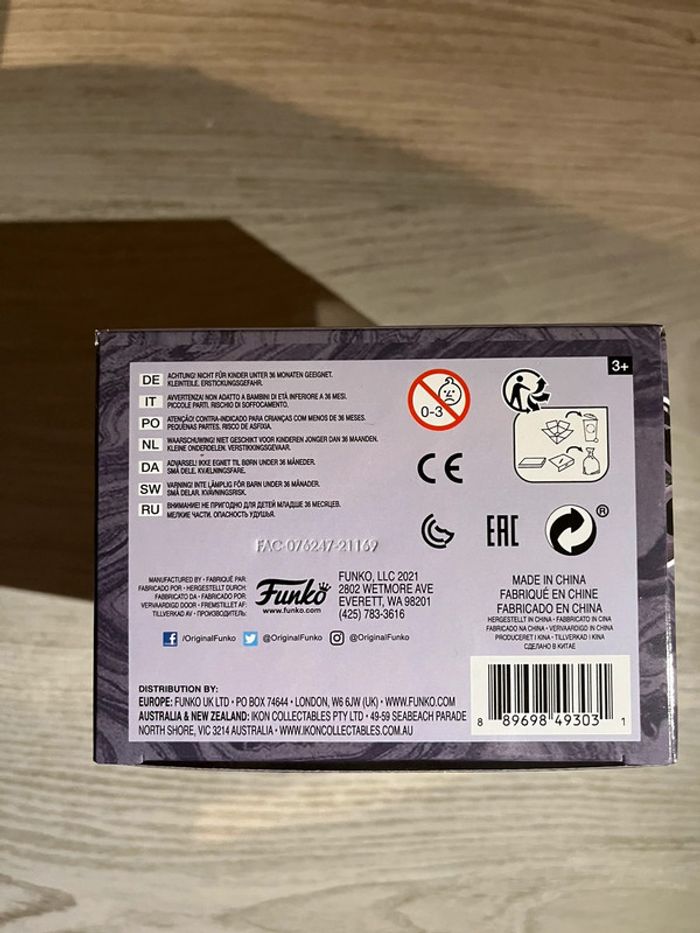 3+
DE ACHTUNG! NICHT FÜR KINDER UNTER 36 MONATEN GEEIGNET.
KLEINTEILE. ERSTICKUNGSGEFAHR.
IT AVVERTENZA! NON ADATTO A BAMBINI DI ETÀ INFERIORE A 36 MESI.
PICCOLE PARTI. RISCHIO DI SOFFOCAMENTO.
PO ATENÇÃO! CONTRA-INDICADO PARA CRIANÇAS COM MENOS DE 36 MESES.
PEQUENAS PARTES. RISCO DE ASFIXIA.
NL WAARSCHUWING! NIET GESCHIKT VOOR KINDEREN JONGER DAN 36 MAANDEN.
KLEINE ONDERDELEN. VERSTIKKINGSGEVAAR.
DA ADVARSEL! IKKE EGNET TIL BØRN UNDER 36 MÅNEDER.
SMÅ DELE. KVÆLNINGSFARE.
SW VARNING! INTE LÄMPLIG FÖR BARN UNDER 36 MÅNADER.
SMÅ DELAR. KVÄVNINGSRISK.
RU ВНИМАНИЕ! НЕ ПРИГОДНО ДЛЯ ДЕТЕЙ МЛАДШЕ 36 МЕСЯЦЕВ.
МЕЛКИЕ ЧАСТИ. ОПАСНОСТЬ УДУШЬЯ.
0-3
CE
EAC
®
FAC-076247-21169
MANUFACTURED BY • FABRIQUÉ PAR:
FABRICADO POR • HERGESTELLT DURCH:
FABBRICATO DA • FABRICADO POR:
VERVAARDIGD DOOR • FREMSTILLET AF:
TILLVERKAD AV • ПРОИЗВОДИТЕЛЬ:
Funko
www.funko.com
FUNKO, LLC 2021
2802 WETMORE AVE
EVERETT, WA 98201
(425) 783-3616
MADE IN CHINA
FABRIQUÉ EN CHINE
FABRICADO EN CHINA
HERGESTELLT IN CHINA • FABBRICATO IN CINA
FABRICADO NA CHINA • VERVAARDIGD IN CHINA
PRODUCERET I KINA • TILLVERKAD I KINA
СДЕЛАНО В КИТАЕ
/OriginalFunko @OriginalFunko @OriginalFunko
DISTRIBUTION BY:
EUROPE: FUNKO UK LTD • PO BOX 74644 • LONDON, W6 6JW (UK) • WWW.FUNKO.COM
AUSTRALIA & NEW ZEALAND: IKON COLLECTABLES PTY LTD • 49-59 SEABEACH PARADE
NORTH SHORE, VIC 3214 AUSTRALIA • WWW.IKONCOLLECTABLES.COM.AU
8 89698 49303 1